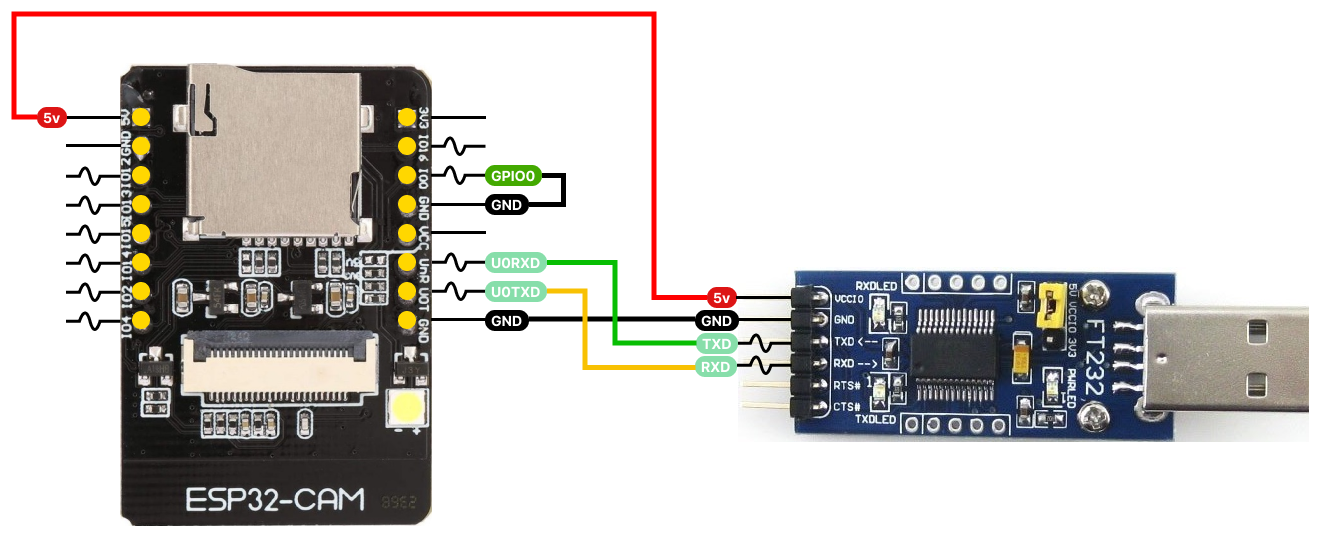 5v
5V
GND
IO12
IO13
IO15
IO14
IO2
IO4
3V3
IO16
IO0
GND
VCC
UnR
U0T
GND
GPIO0
GND
U0RXD
U0TXD
GND
ESP32-CAM
5v
GND
TXD
RXD
RXDLED
VCCIO
GND
TXD <--
RXD -->
RTS#
CTS#
TXDLED
1
5V VCCIO 3V3
FT232
PWRLED